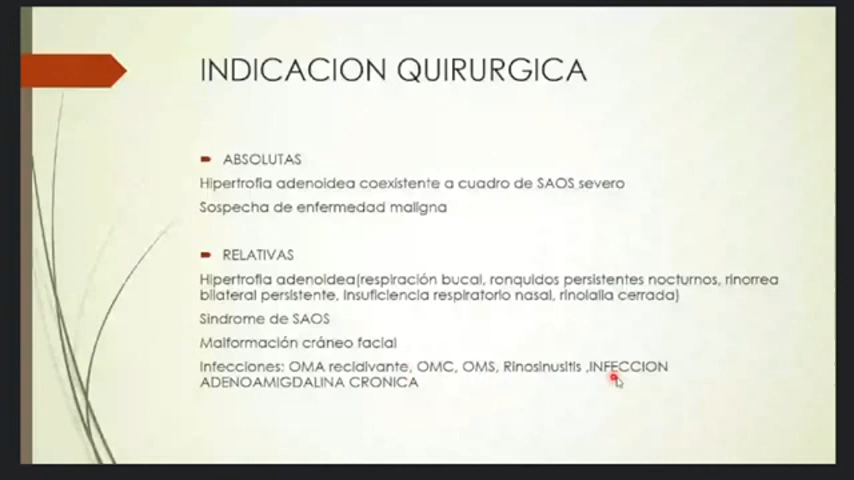 INDICACION QUIRURGICA
ABSOLUTAS
Hipertrofia adenoidea coexistente a cuadro de SAOS severo
Sospecha de enfermedad maligna
RELATIVAS
Hipertrofia adenoidea(respiración bucal, ronquidos persistentes nocturnos, rinorrea
bilateral persistente, insuficiencia respiratorio nasal, rinolalia cerrada)
Sindrome de SAOS
Malformación cráneo facial
Infecciones: OMA recidivante, OMC, OMS, Rinosinusitis ,INFECCION
ADENOAMIGDALINA CRONICA